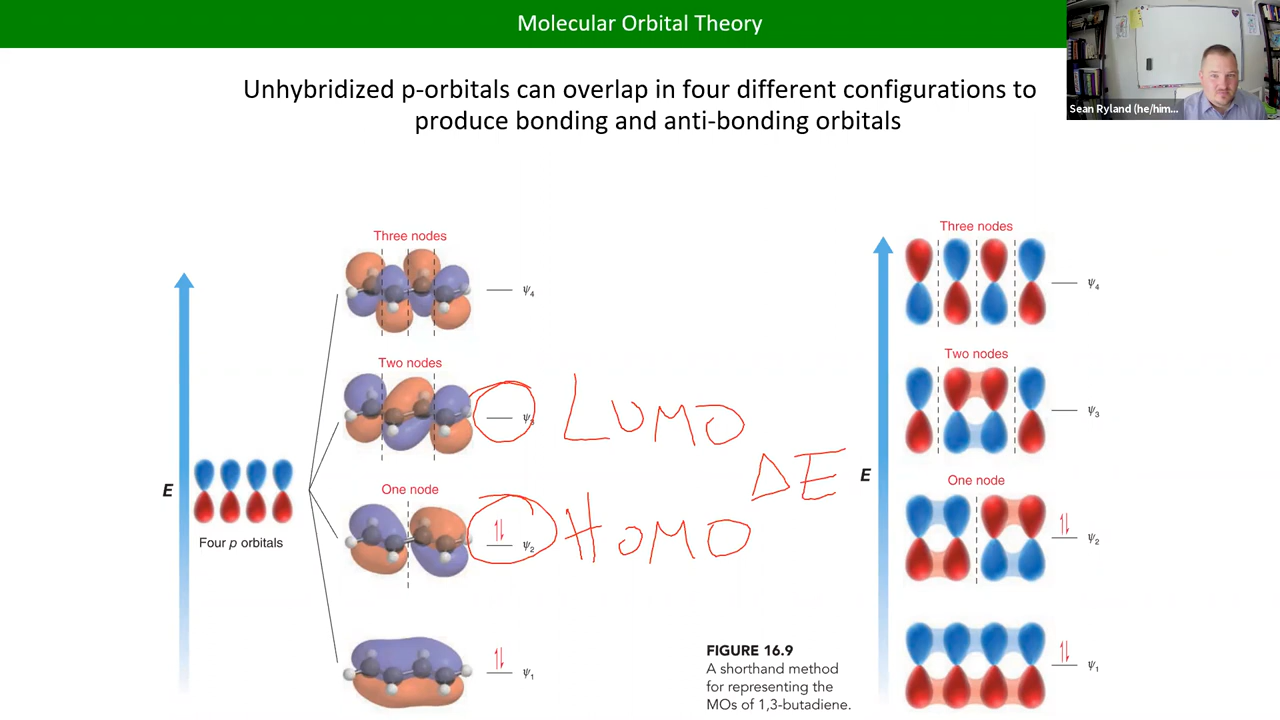 Molecular Orbital Theory
Sean Ryland (he/him...
Unhybridized p-orbitals can overlap in four different configurations to
produce bonding and anti-bonding orbitals
E
Four p orbitals
Three nodes
ψ4
Two nodes
ψ3
LUMO
One node
ψ2
HOMO
ψ1
ΔE
FIGURE 16.9
A shorthand method
for representing the
MOs of 1,3-butadiene.
E
Three nodes
ψ4
Two nodes
ψ3
One node
ψ2
ψ1